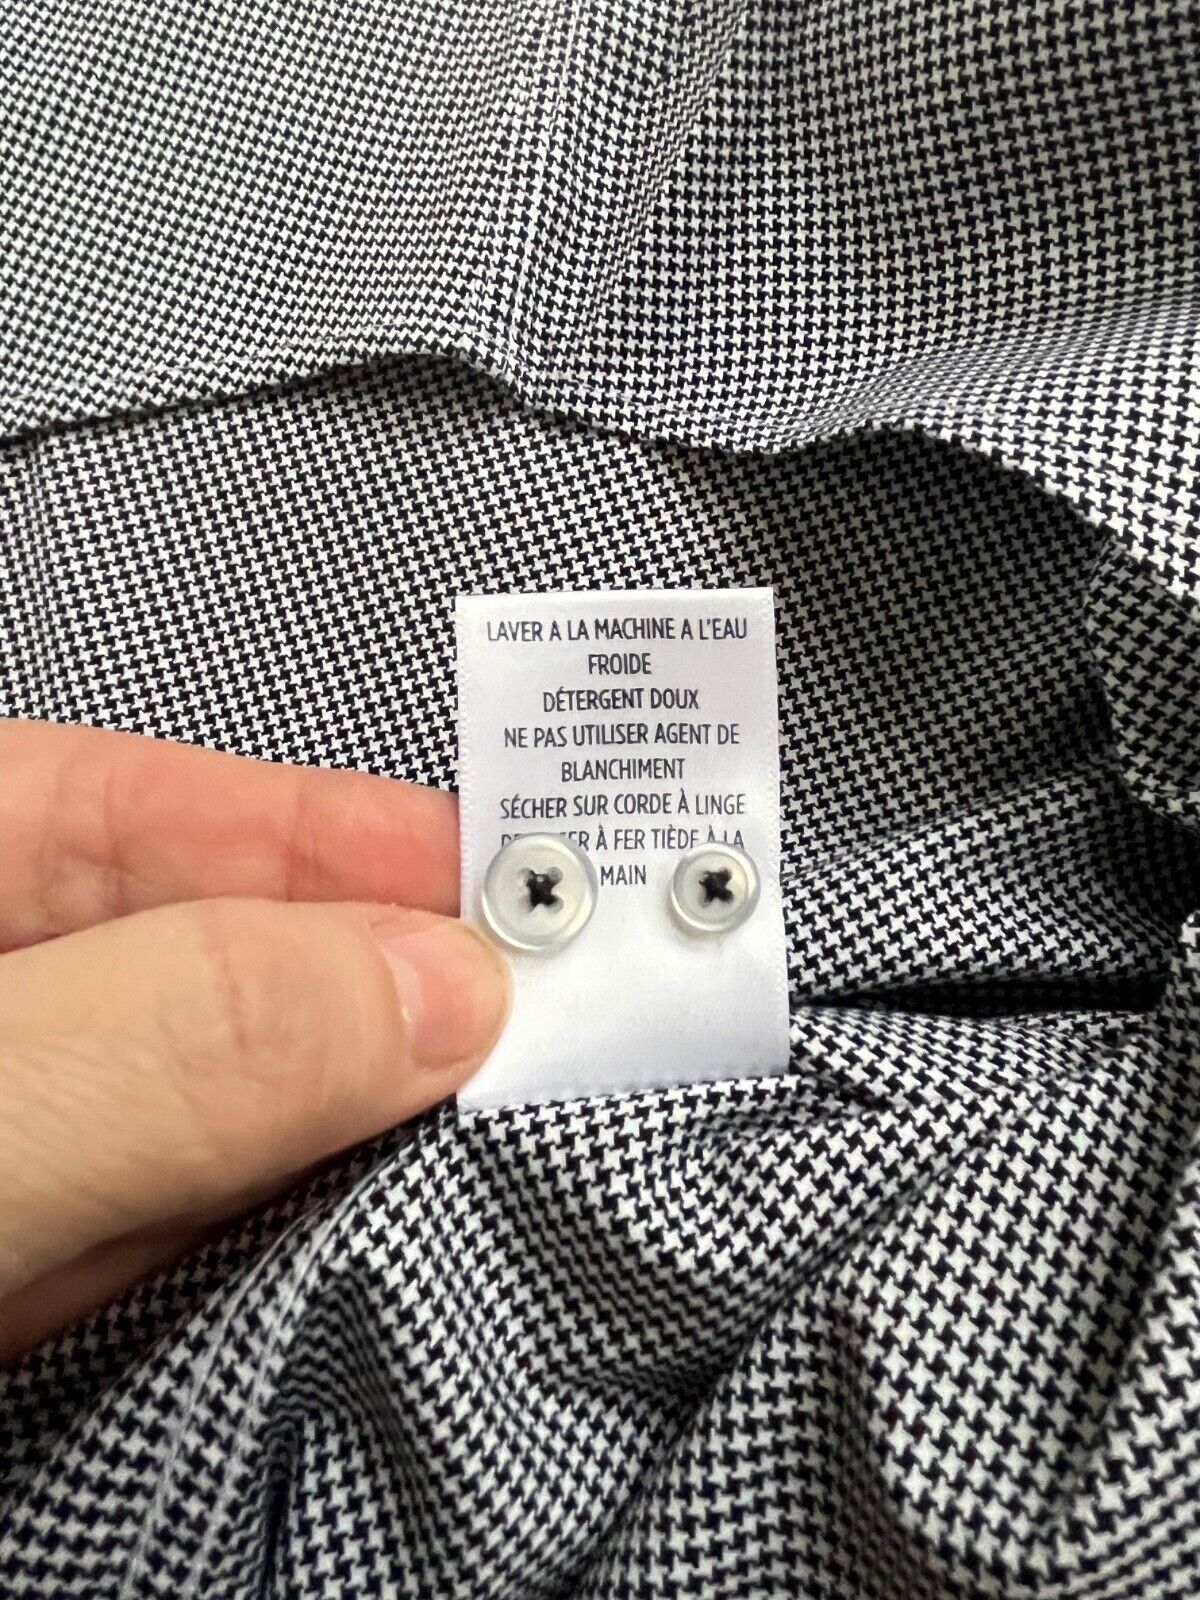 LAVER A LA MACHINE A L'EAU
FROIDE
DÉTERGENT DOUX
NE PAS UTILISER AGENT DE
BLANCHIMENT
SÉCHER SUR CORDE À LINGE
À FER TIÈDE À LA
MAIN